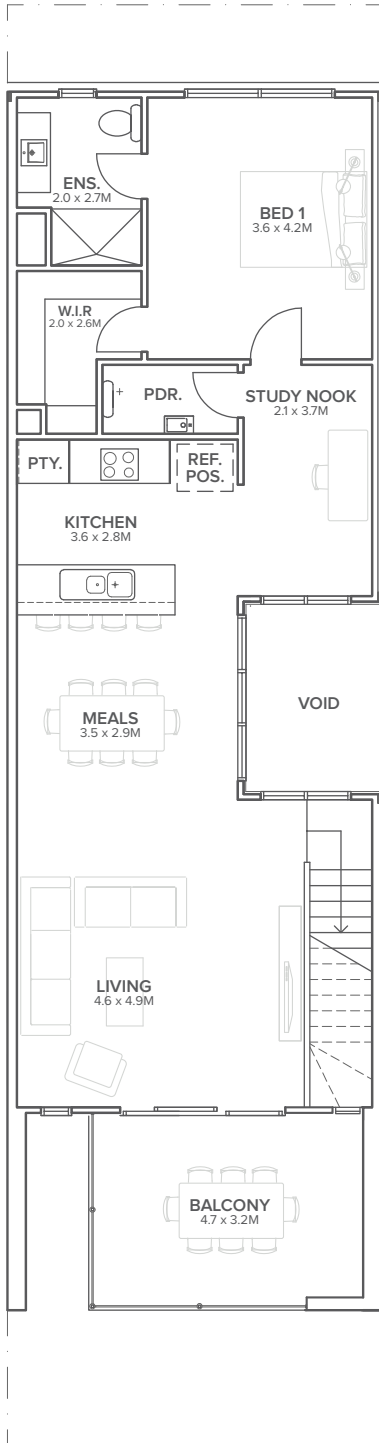 ENS.
2.0 x 2.7M
BED 1
3.6 x 4.2M
W.I.R
2.0 x 2.6M
PDR.
STUDY NOOK
2.1 x 3.7M
PTY.
REF.
POS.
KITCHEN
3.6 x 2.8M
VOID
MEALS
3.5 x 2.9M
LIVING
4.6 x 4.9M
BALCONY
4.7 x 3.2M